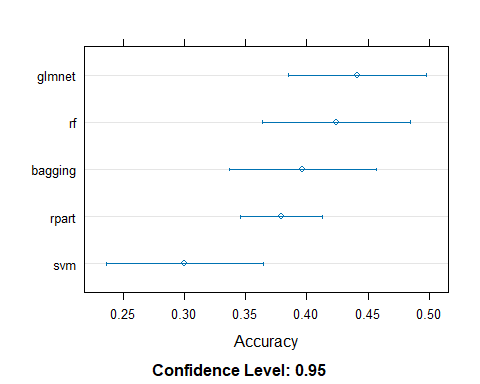 glmnet
rf
bagging
rpart
svm
0.25 0.30 0.35 0.40 0.45 0.50
Accuracy
Confidence Level: 0.95